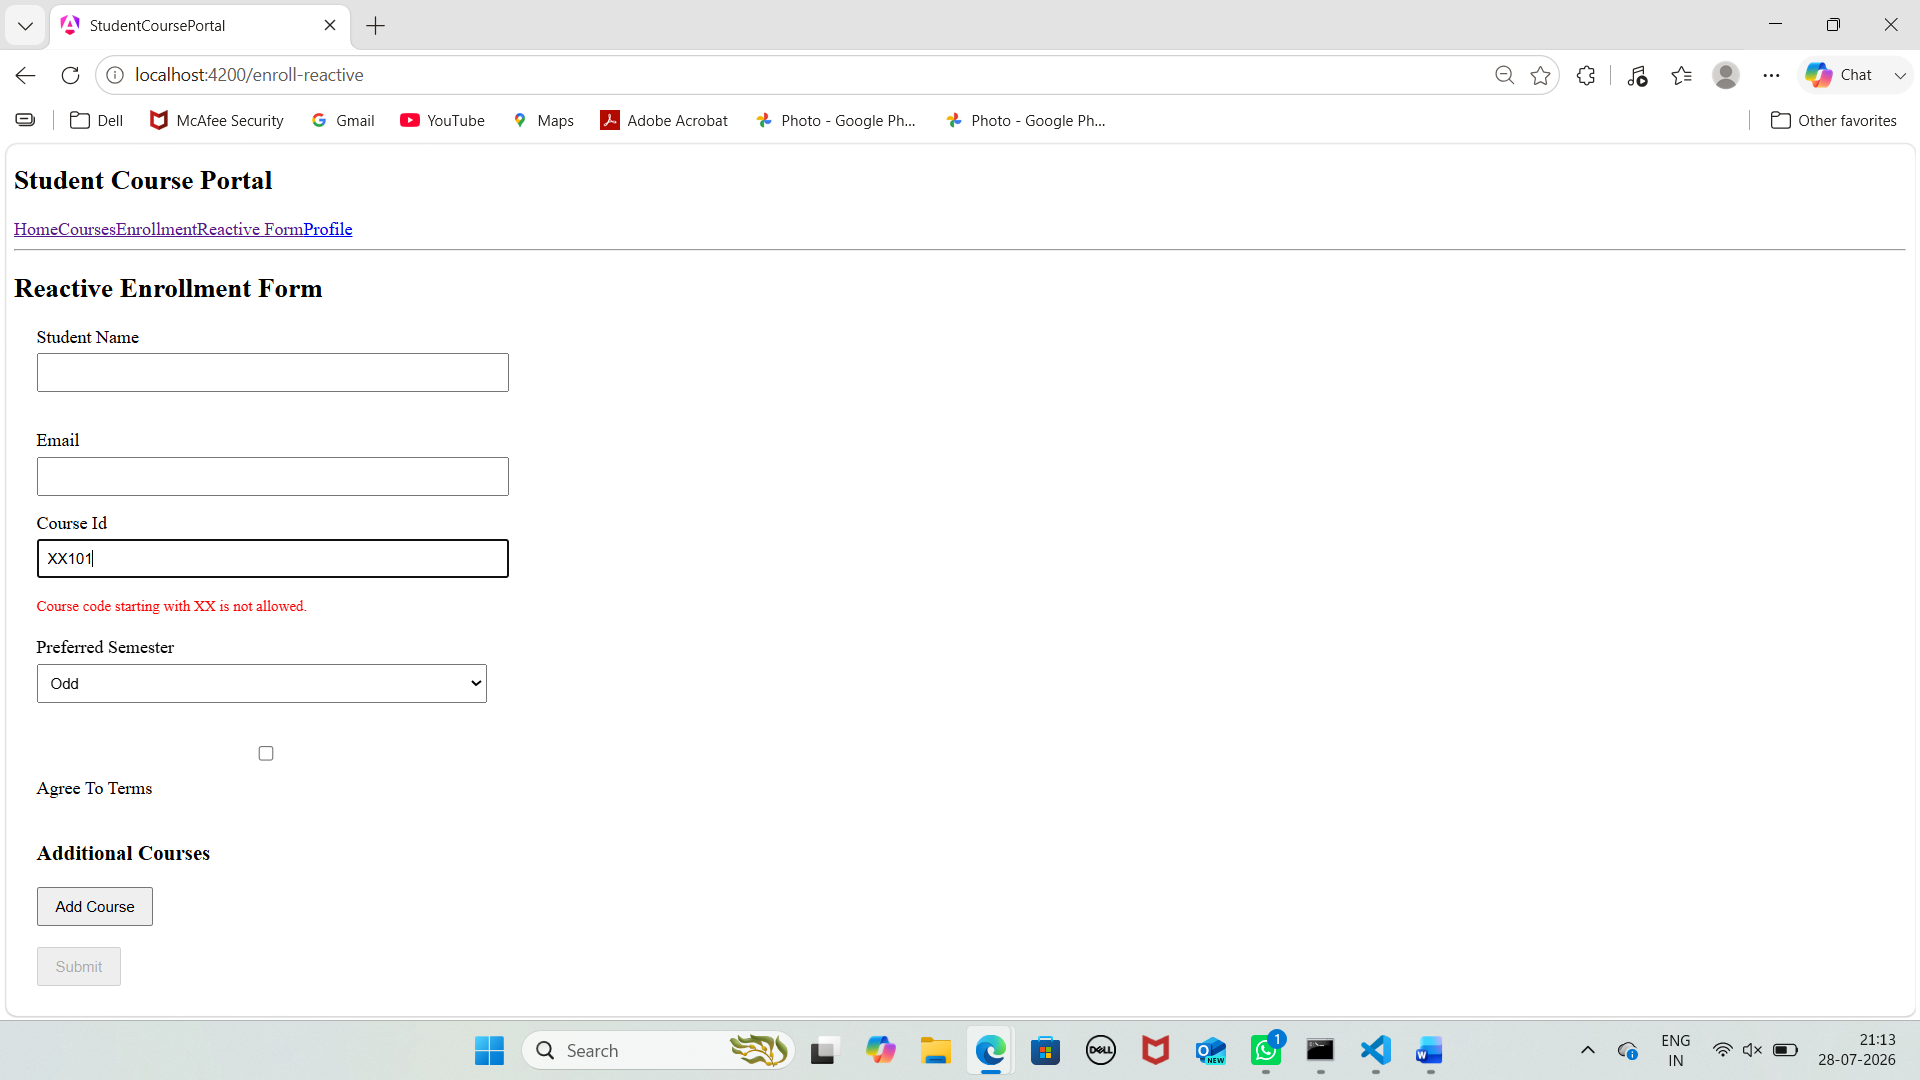 StudentCoursePortal
localhost:4200/enroll-reactive
Chat
Dell
McAfee Security
Gmail
YouTube
Maps
Adobe Acrobat
Photo - Google Ph...
Photo - Google Ph...
Other favorites
Student Course Portal
HomeCoursesEnrollmentReactive FormProfile
Reactive Enrollment Form
Student Name
Email
Course Id
XX101
Course code starting with XX is not allowed.
Preferred Semester
Odd
Agree To Terms
Additional Courses
Add Course
Submit
Search
DELL
NEW
1
W
ENG
IN
21:13
28-07-2026